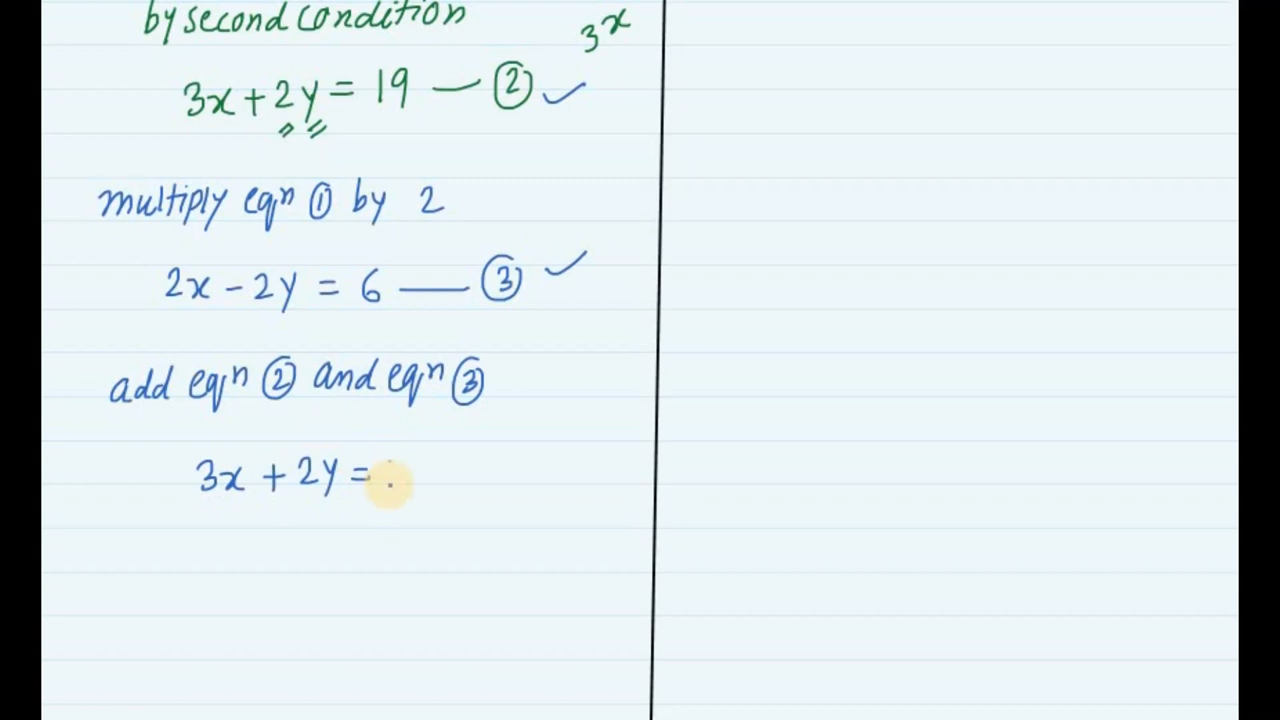 by second condition
3x
3x + 2y = 19 — ②
multiply eqⁿ ① by 2
2x - 2y = 6 — ③
add eqⁿ ② and eqⁿ ③
3x + 2y =